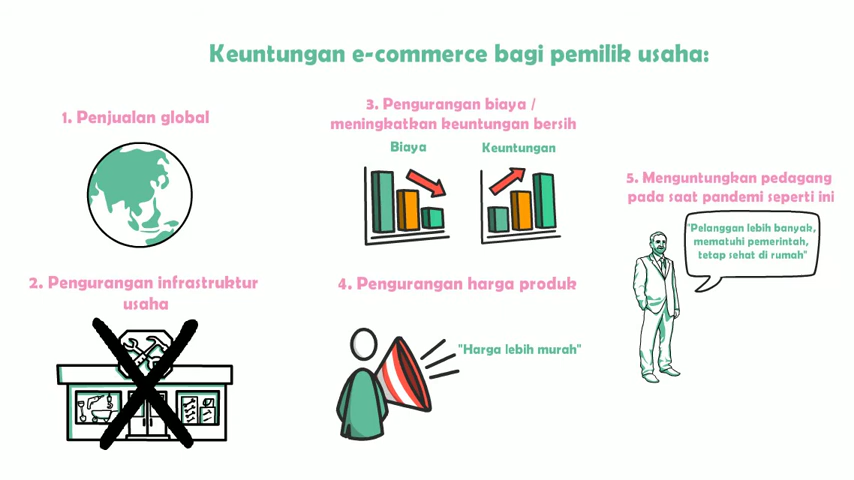 Keuntungan e-commerce bagi pemilik usaha:
1. Penjualan global
2. Pengurangan infrastruktur
usaha
3. Pengurangan biaya /
meningkatkan keuntungan bersih
Biaya
Keuntungan
4. Pengurangan harga produk
"Harga lebih murah"
5. Menguntungkan pedagang
pada saat pandemi seperti ini
"Pelanggan lebih banyak,
mematuhi pemerintah,
tetap sehat di rumah"